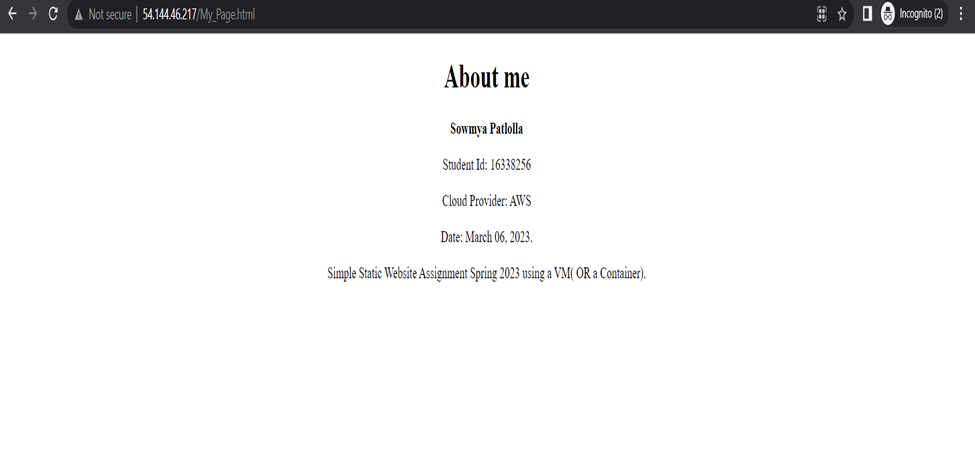 Not secure 54.144.46.217/My_Page.html Incognito (2)
About me
Sowmya Patlolla
Student Id: 16338256
Cloud Provider: AWS
Date: March 06, 2023.
Simple Static Website Assignment Spring 2023 using a VM( OR a Container).